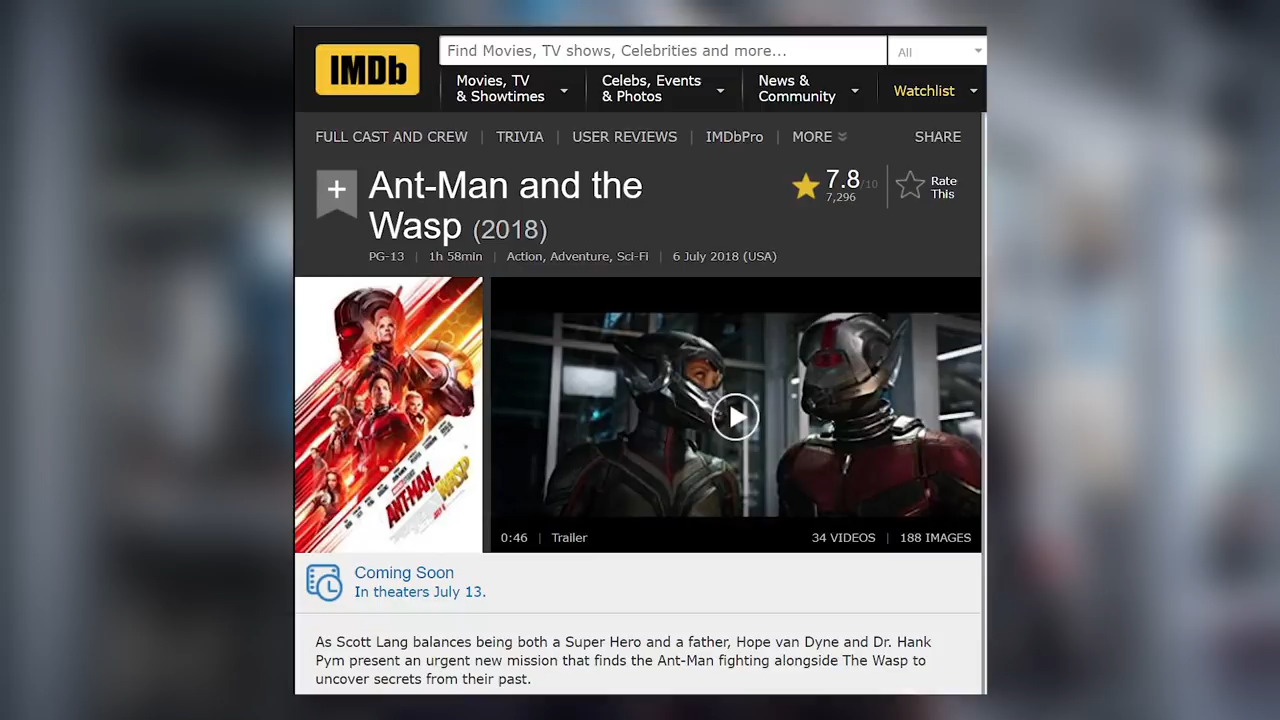 IMDb
Find Movies, TV shows, Celebrities and more...
All
Movies, TV
& Showtimes
Celebs, Events
& Photos
News &
Community
Watchlist
FULL CAST AND CREW | TRIVIA | USER REVIEWS | IMDbPro | MORE
SHARE
+
Ant-Man and the
Wasp (2018)
7.8/10
7,296
Rate
This
PG-13 | 1h 58min | Action, Adventure, Sci-Fi | 6 July 2018 (USA)
ANT-MAN
WASP
0:46 | Trailer
34 VIDEOS | 188 IMAGES
Coming Soon
In theaters July 13.
As Scott Lang balances being both a Super Hero and a father, Hope van Dyne and Dr. Hank
Pym present an urgent new mission that finds the Ant-Man fighting alongside The Wasp to
uncover secrets from their past.